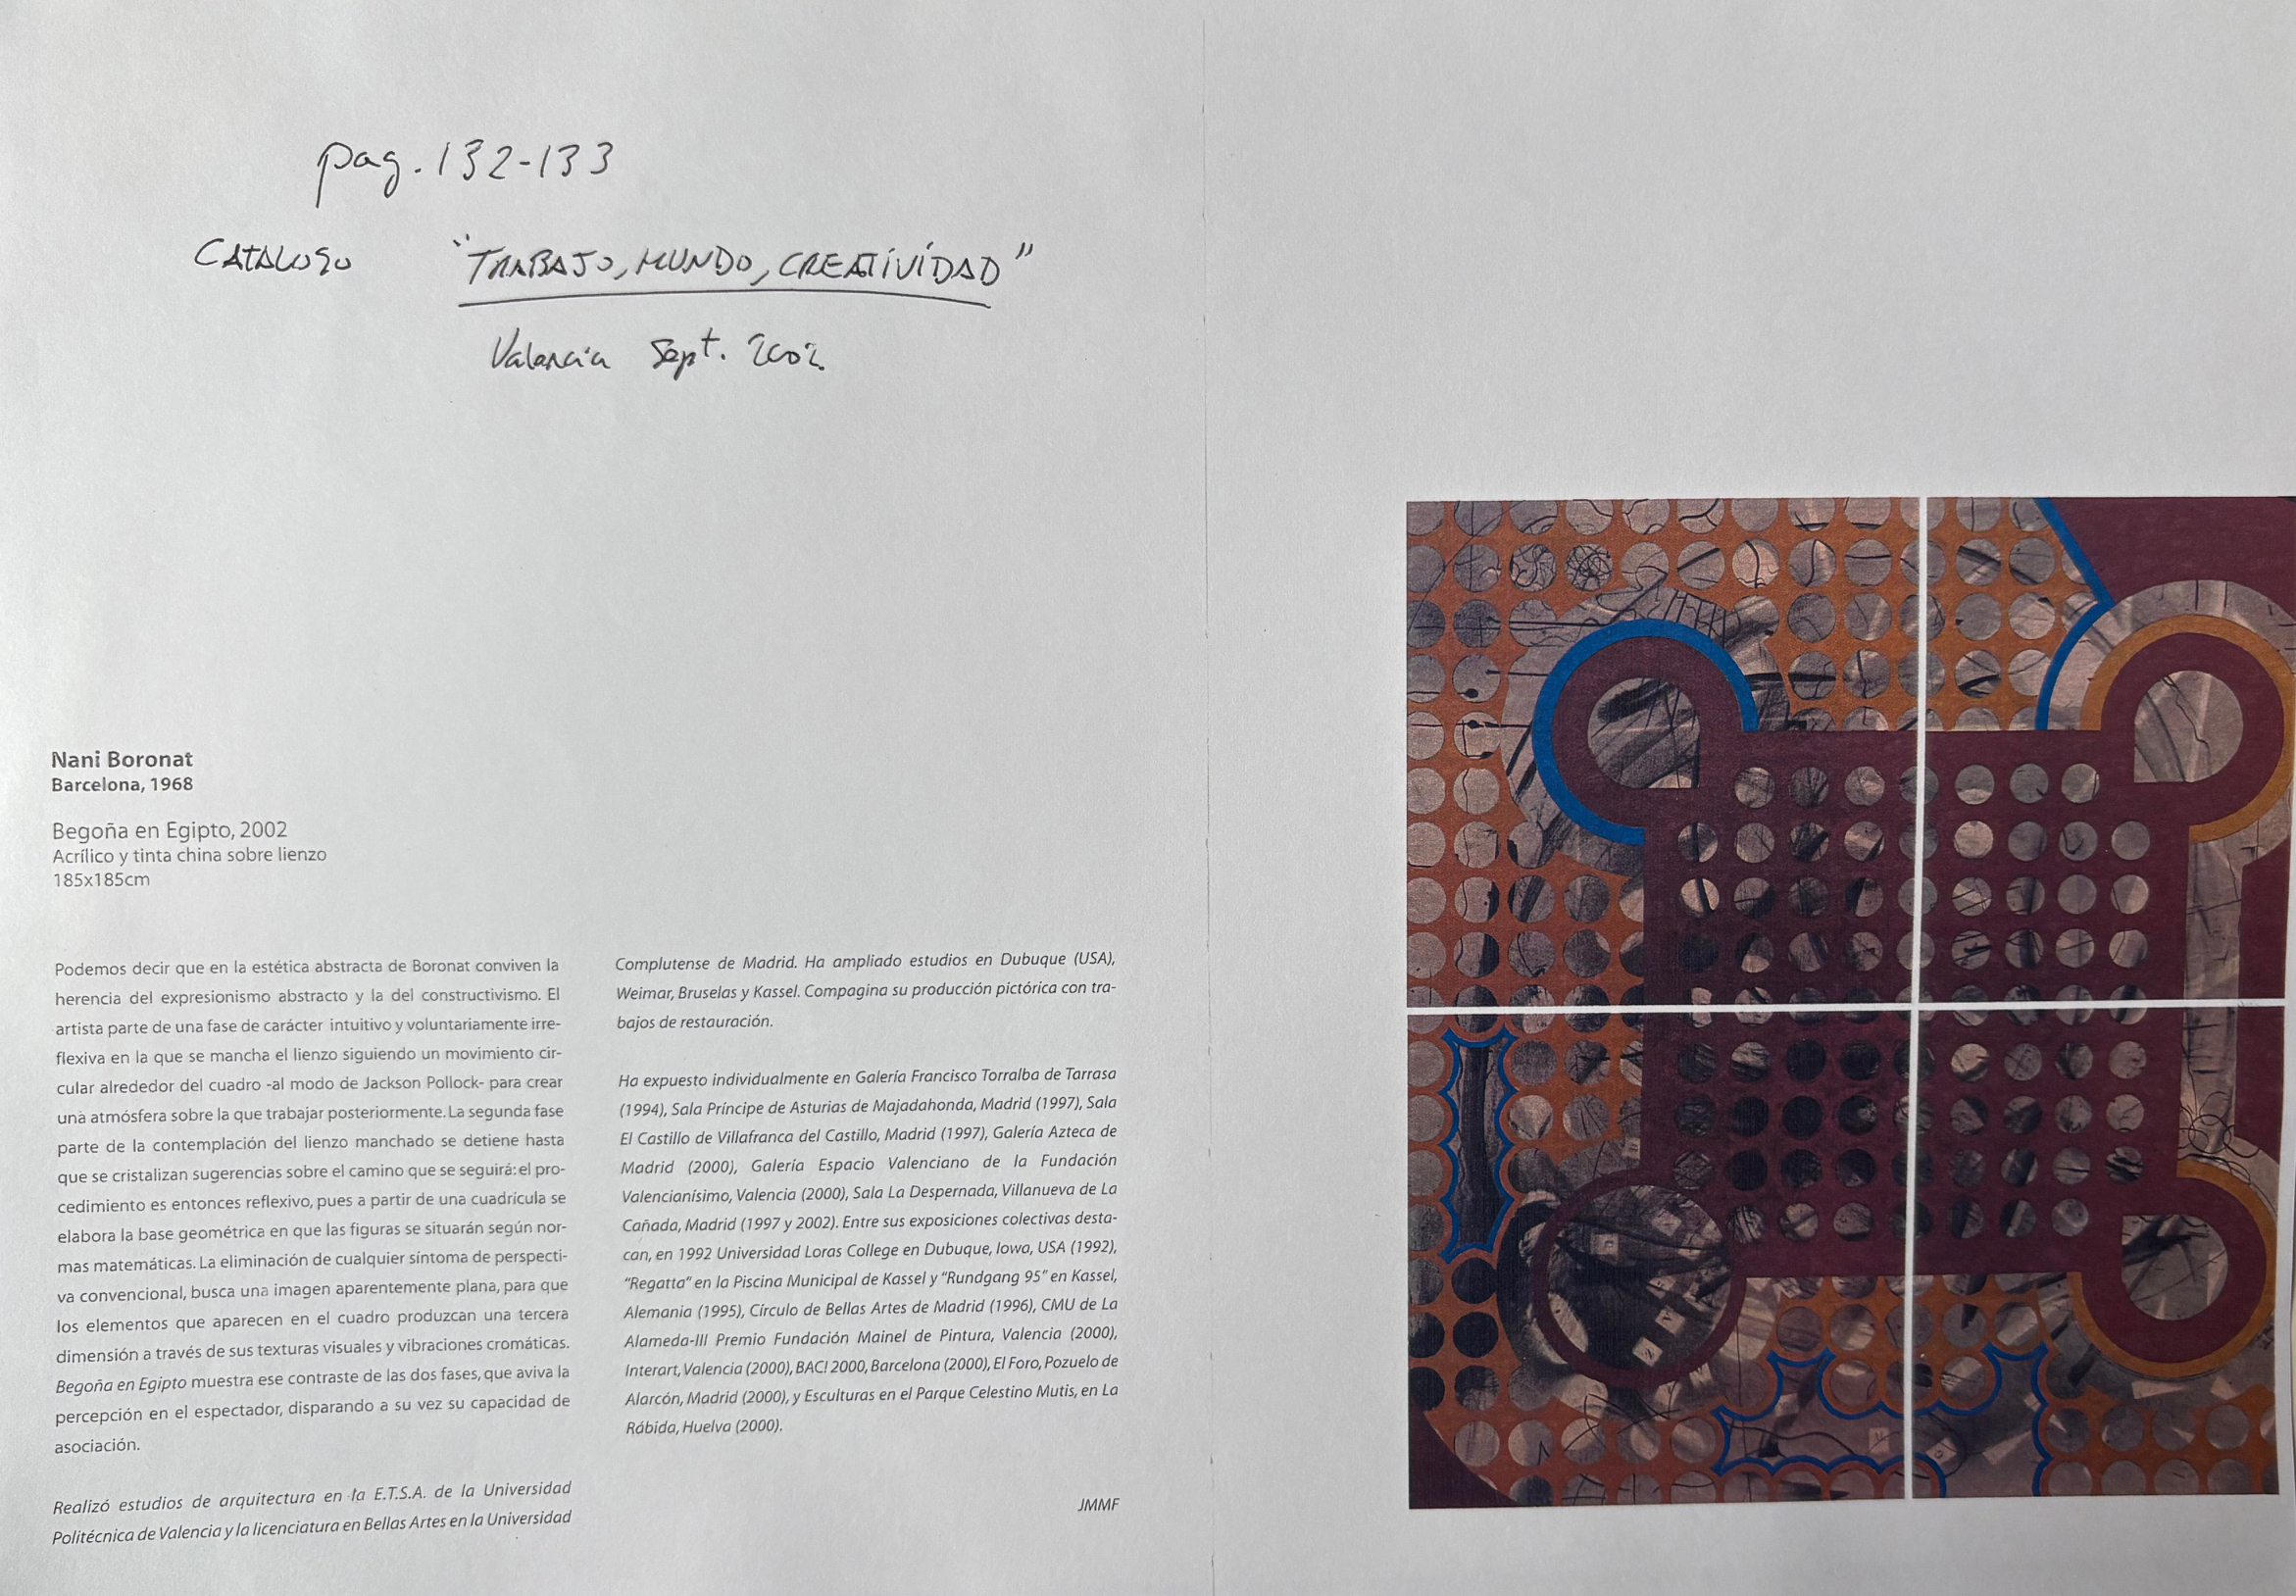 pag. 132-133
CATALOGO "TRABAJO, MUNDO, CREATIVIDAD"
Valencia Sept. 2002
Nani Boronat
Barcelona, 1968
Begoña en Egipto, 2002
Acrílico y tinta china sobre lienzo
185x185cm
Podemos decir que en la estética abstracta de Boronat conviven la
herencia del expresionismo abstracto y la del constructivismo. El
artista parte de una fase de carácter intuitivo y voluntariamente irre-
flexiva en la que se mancha el lienzo siguiendo un movimiento cir-
cular alrededor del cuadro -al modo de Jackson Pollock- para crear
una atmósfera sobre la que trabajar posteriormente. La segunda fase
parte de la contemplación del lienzo manchado se detiene hasta
que se cristalizan sugerencias sobre el camino que se seguirá: el pro-
cedimiento es entonces reflexivo, pues a partir de una cuadrícula se
elabora la base geométrica en que las figuras se situarán según nor-
mas matemáticas. La eliminación de cualquier síntoma de perspecti-
va convencional, busca una imagen aparentemente plana, para que
los elementos que aparecen en el cuadro produzcan una tercera
dimensión a través de sus texturas visuales y vibraciones cromáticas.
Begoña en Egipto muestra ese contraste de las dos fases, que aviva la
percepción en el espectador, disparando a su vez su capacidad de
asociación.
Realizó estudios de arquitectura en la E.T.S.A. de la Universidad
Politécnica de Valencia y la licenciatura en Bellas Artes en la Universidad
Complutense de Madrid. Ha ampliado estudios en Dubuque (USA),
Weimar, Bruselas y Kassel. Compagina su producción pictórica con tra-
bajos de restauración.
Ha expuesto individualmente en Galería Francisco Torralba de Tarrasa
(1994), Sala Príncipe de Asturias de Majadahonda, Madrid (1997), Sala
El Castillo de Villafranca del Castillo, Madrid (1997), Galería Azteca de
Madrid (2000), Galería Espacio Valenciano de la Fundación
Valencianísimo, Valencia (2000), Sala La Despernada, Villanueva de La
Cañada, Madrid (1997 y 2002). Entre sus exposiciones colectivas desta-
can, en 1992 Universidad Loras College en Dubuque, Iowa, USA (1992),
"Regatta" en la Piscina Municipal de Kassel y "Rundgang 95" en Kassel,
Alemania (1995), Círculo de Bellas Artes de Madrid (1996), CMU de La
Alameda-III Premio Fundación Mainel de Pintura, Valencia (2000),
Interart, Valencia (2000), BAC! 2000, Barcelona (2000), El Foro, Pozuelo de
Alarcón, Madrid (2000), y Esculturas en el Parque Celestino Mutis, en La
Rábida, Huelva (2000).
JMMF